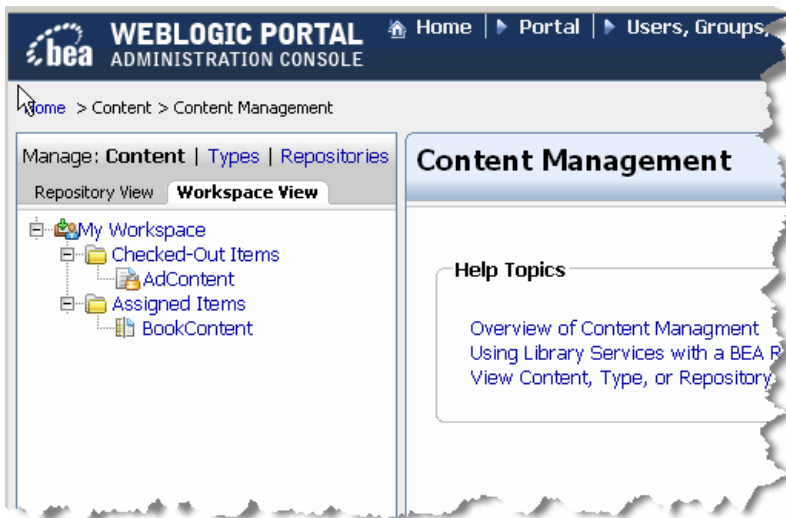 bea WEBLOGIC PORTAL
ADMINISTRATION CONSOLE
Home | Portal | Users, Groups,
Home > Content > Content Management
Manage: Content | Types | Repositories
Repository View Workspace View
My Workspace
Checked-Out Items
AdContent
Assigned Items
BookContent
Content Management
Help Topics
Overview of Content Managment
Using Library Services with a BEA R
View Content, Type, or Repository